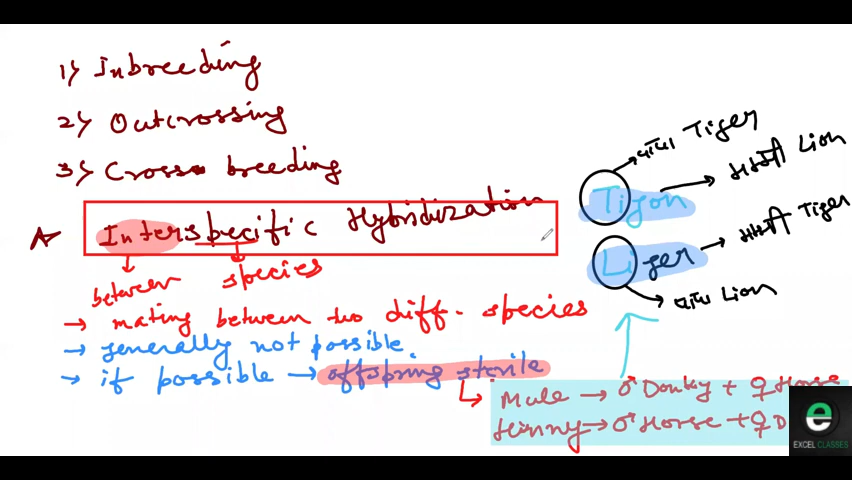 1) Inbreeding
2) Outcrossing
3) Cross breeding
Interspecific Hybridization
between
species
→ mating between two diff. species
→ generally not possible.
→ if possible → offspring sterile
Mule → ♂ Donky + ♀ Horse
Hinny → ♂ Horse + ♀ D
Tigon
→ Tiger
→ Lion
Liger
→ Tiger
→ Lion
e
EXCEL CLASSES